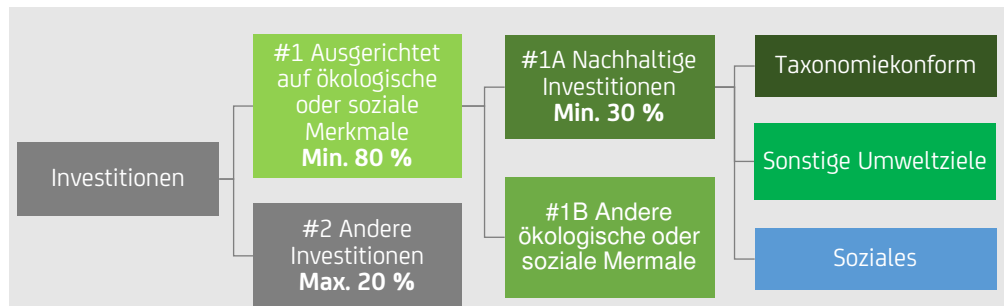 Investitionen
#1 Ausgerichtet
auf ökologische
oder soziale
Merkmale
Min. 80 %
#2 Andere
Investitionen
Max. 20 %
#1A Nachhaltige
Investitionen
Min. 30 %
#1B Andere
ökologische oder
soziale Mermale
Taxonomiekonform
Sonstige Umweltziele
Soziales